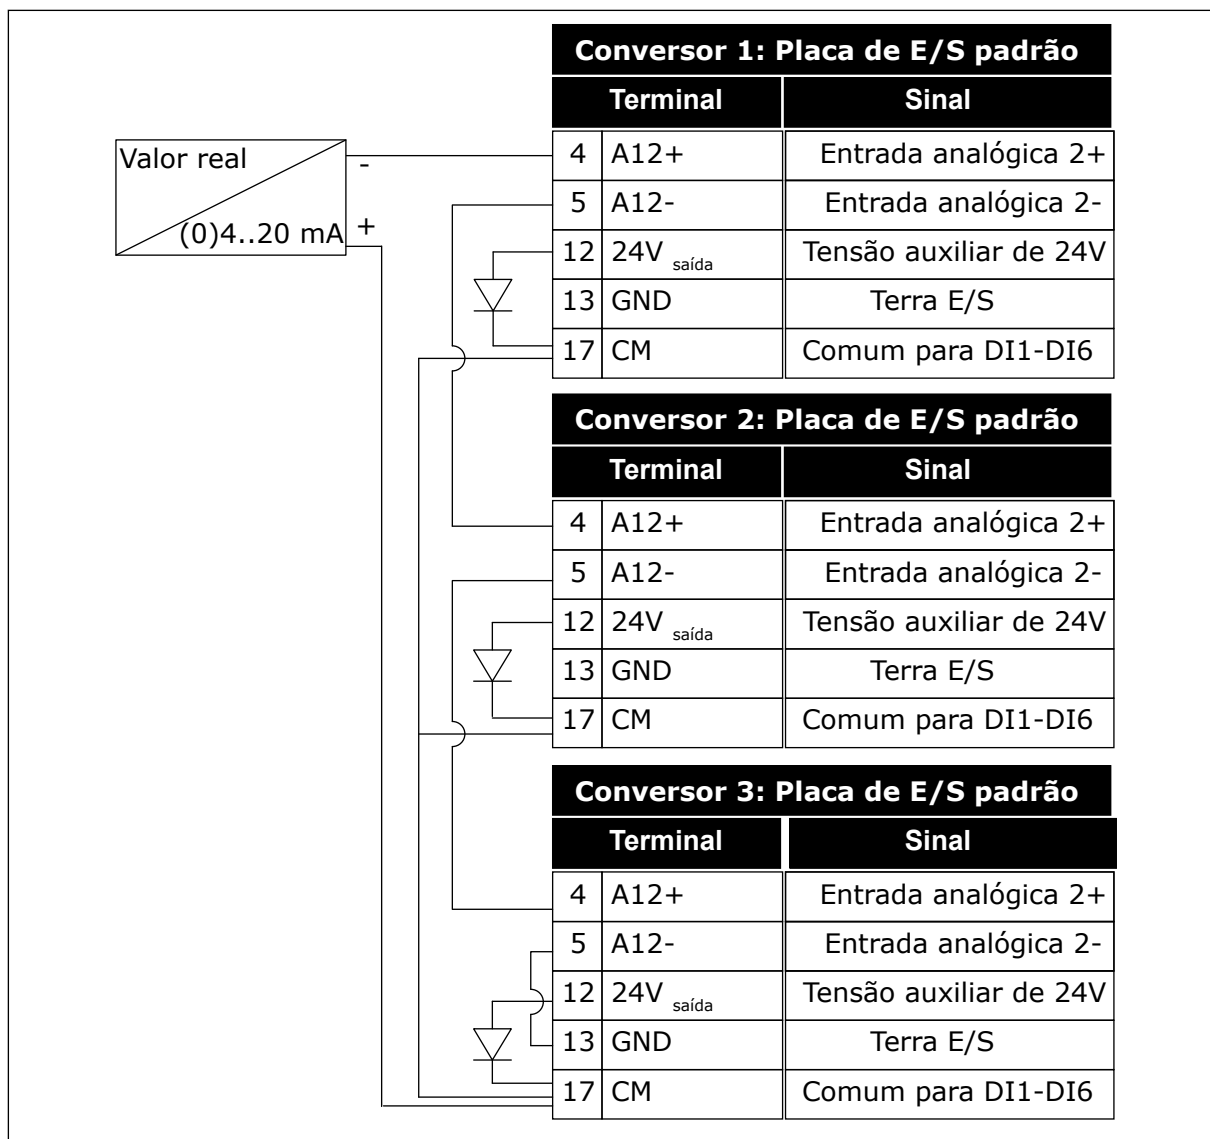 Conversor 1: Placa de E/S padrão
Terminal Sinal
4 A12+ Entrada analógica 2+
5 A12- Entrada analógica 2-
12 24V saída Tensão auxiliar de 24V
13 GND Terra E/S
17 CM Comum para DI1-DI6
Valor real
-
(0)4..20 mA +
Conversor 2: Placa de E/S padrão
Terminal Sinal
4 A12+ Entrada analógica 2+
5 A12- Entrada analógica 2-
12 24V saída Tensão auxiliar de 24V
13 GND Terra E/S
17 CM Comum para DI1-DI6
Conversor 3: Placa de E/S padrão
Terminal Sinal
4 A12+ Entrada analógica 2+
5 A12- Entrada analógica 2-
12 24V saída Tensão auxiliar de 24V
13 GND Terra E/S
17 CM Comum para DI1-DI6